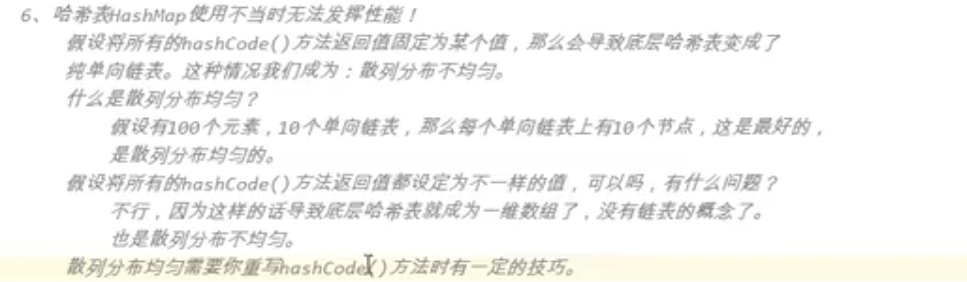 6、哈希表HashMap使用不当时无法发挥性能！
假设将所有的hashCode()方法返回值固定为某个值，那么会导致底层哈希表变成了
纯单向链表。这种情况我们成为：散列分布不均匀。
什么是散列分布均匀？
假设有100个元素，10个单向链表，那么每个单向链表上有10个节点，这是最好的，
是散列分布均匀的。
假设将所有的hashCode()方法返回值都设定为不一样的值，可以吗，有什么问题？
不行，因为这样的话导致底层哈希表就成为一维数组了，没有链表的概念了。
也是散列分布不均匀。
散列分布均匀需要你重写hashCode()方法时有一定的技巧。